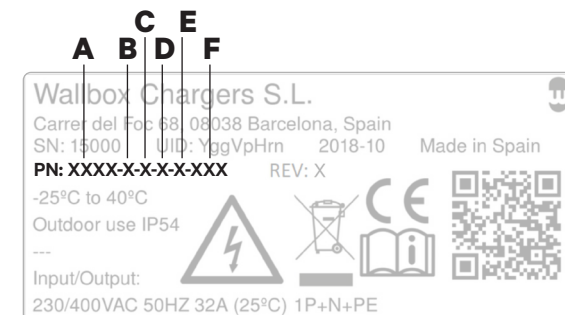 C E
A B D F
Wallbox Chargers S.L.
Carrer del Foc 68, 08038 Barcelona, Spain
SN: 15000 UID: YggVpHrn 2018-10 Made in Spain
PN: XXXX-X-X-X-X-XXX REV: X
-25ºC to 40ºC
Outdoor use IP54
---
Input/Output:
230/400VAC 50HZ 32A (25ºC) 1P+N+PE